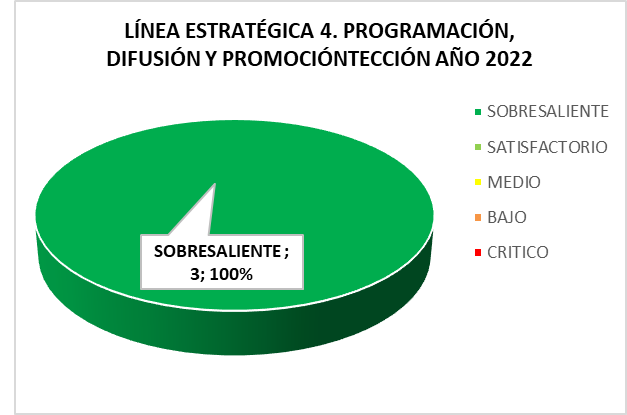 LÍNEA ESTRATÉGICA 4. PROGRAMACIÓN,
DIFUSIÓN Y PROMOCIÓNTECCIÓN AÑO 2022
SOBRESALIENTE
SATISFACTORIO
MEDIO
BAJO
CRITICO
SOBRESALIENTE ;
3; 100%